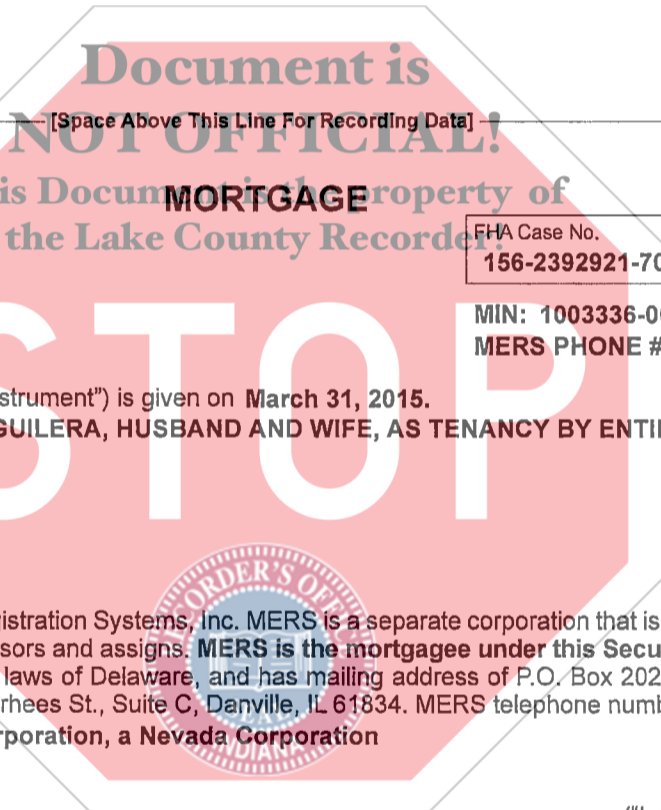 Document is
[Space Above This Line For Recording Data]
NOT OFFICIAL!
is Document is the property of
MORTGAGE
the Lake County Recorder!
FHA Case No.
156-2392921-70
MIN: 1003336-0
MERS PHONE #
STOP
strument") is given on March 31, 2015.
GUILERA, HUSBAND AND WIFE, AS TENANCY BY ENTI
RECORDER'S OFFIC
istration Systems, Inc. MERS is a separate corporation that is
sors and assigns. MERS is the mortgagee under this Secu
laws of Delaware, and has mailing address of P.O. Box 202
rhees St., Suite C, Danville, IL 61834. MERS telephone numb
SEAL
INDIANA
rporation, a Nevada Corporation